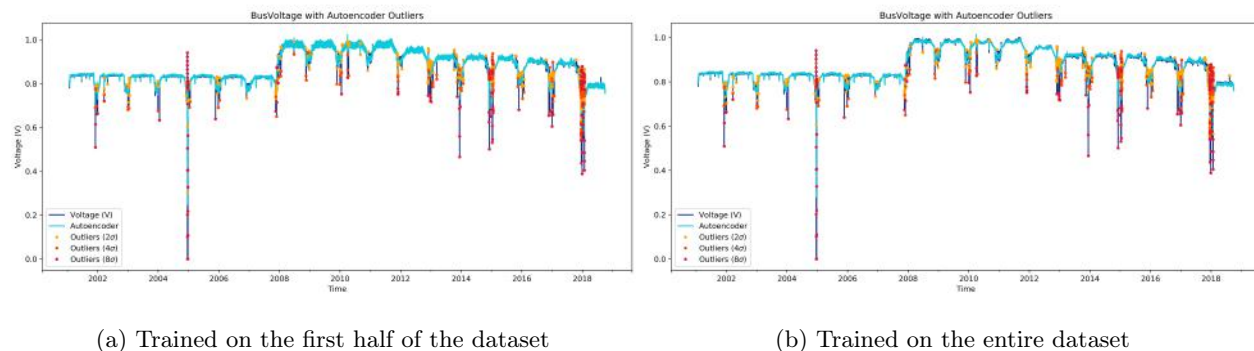 BusVoltage with Autoencoder Outliers
Voltage (V)
1.0
0.8
0.6
0.4
0.2
0.0
Voltage (V)
Autoencoder
Outliers (2σ)
Outliers (4σ)
Outliers (8σ)
2002 2004 2006 2008 2010 2012 2014 2016 2018
Time
(a) Trained on the first half of the dataset
BusVoltage with Autoencoder Outliers
Voltage (V)
1.0
0.8
0.6
0.4
0.2
0.0
Voltage (V)
Autoencoder
Outliers (2σ)
Outliers (4σ)
Outliers (8σ)
2002 2004 2006 2008 2010 2012 2014 2016 2018
Time
(b) Trained on the entire dataset